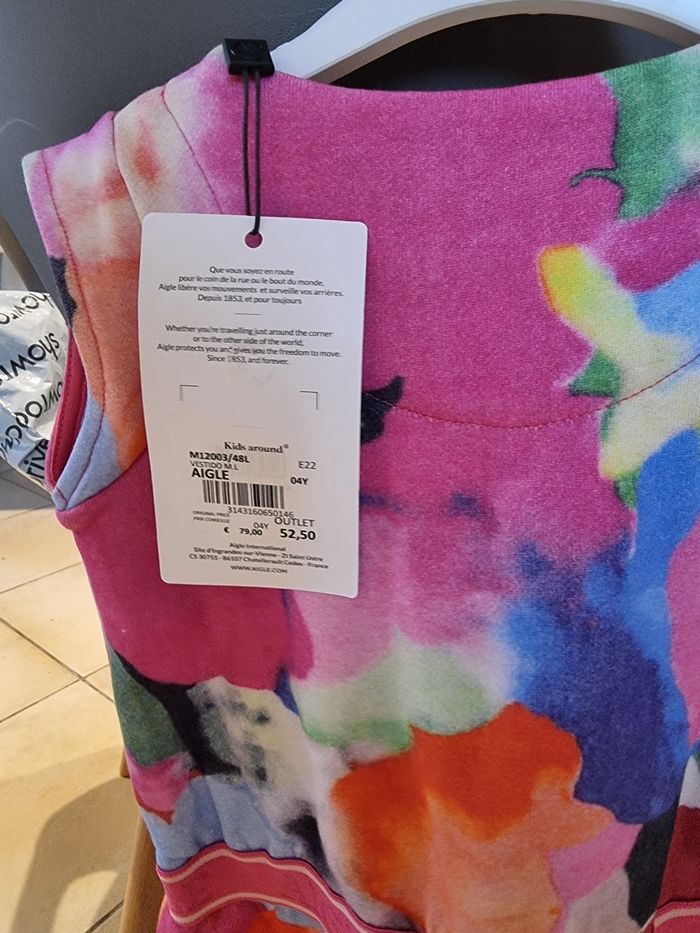 Que vous soyez en route
pour le coin de la rue ou le bout du monde,
Aigle libère vos mouvements et surveille vos arrières.
Depuis 1853, et pour toujours
Whether you're travelling just around the corner
or to the other side of the world,
Aigle protects you and gives you the freedom to move.
Since 1853, and forever.
Kids around®
M12003/48L
VESTIDO M.L E22
AIGLE 04Y
3143160650146
ORIGINAL PRICE
PRIX CONSEILLE 04Y OUTLET
€ 79,00 52,50
Aigle International
Site d'Ingrandes-sur-Vienne - ZI Saint Ustre
CS 30755 - 86107 Chatellerault Cedex - France
WWW.AIGLE.COM